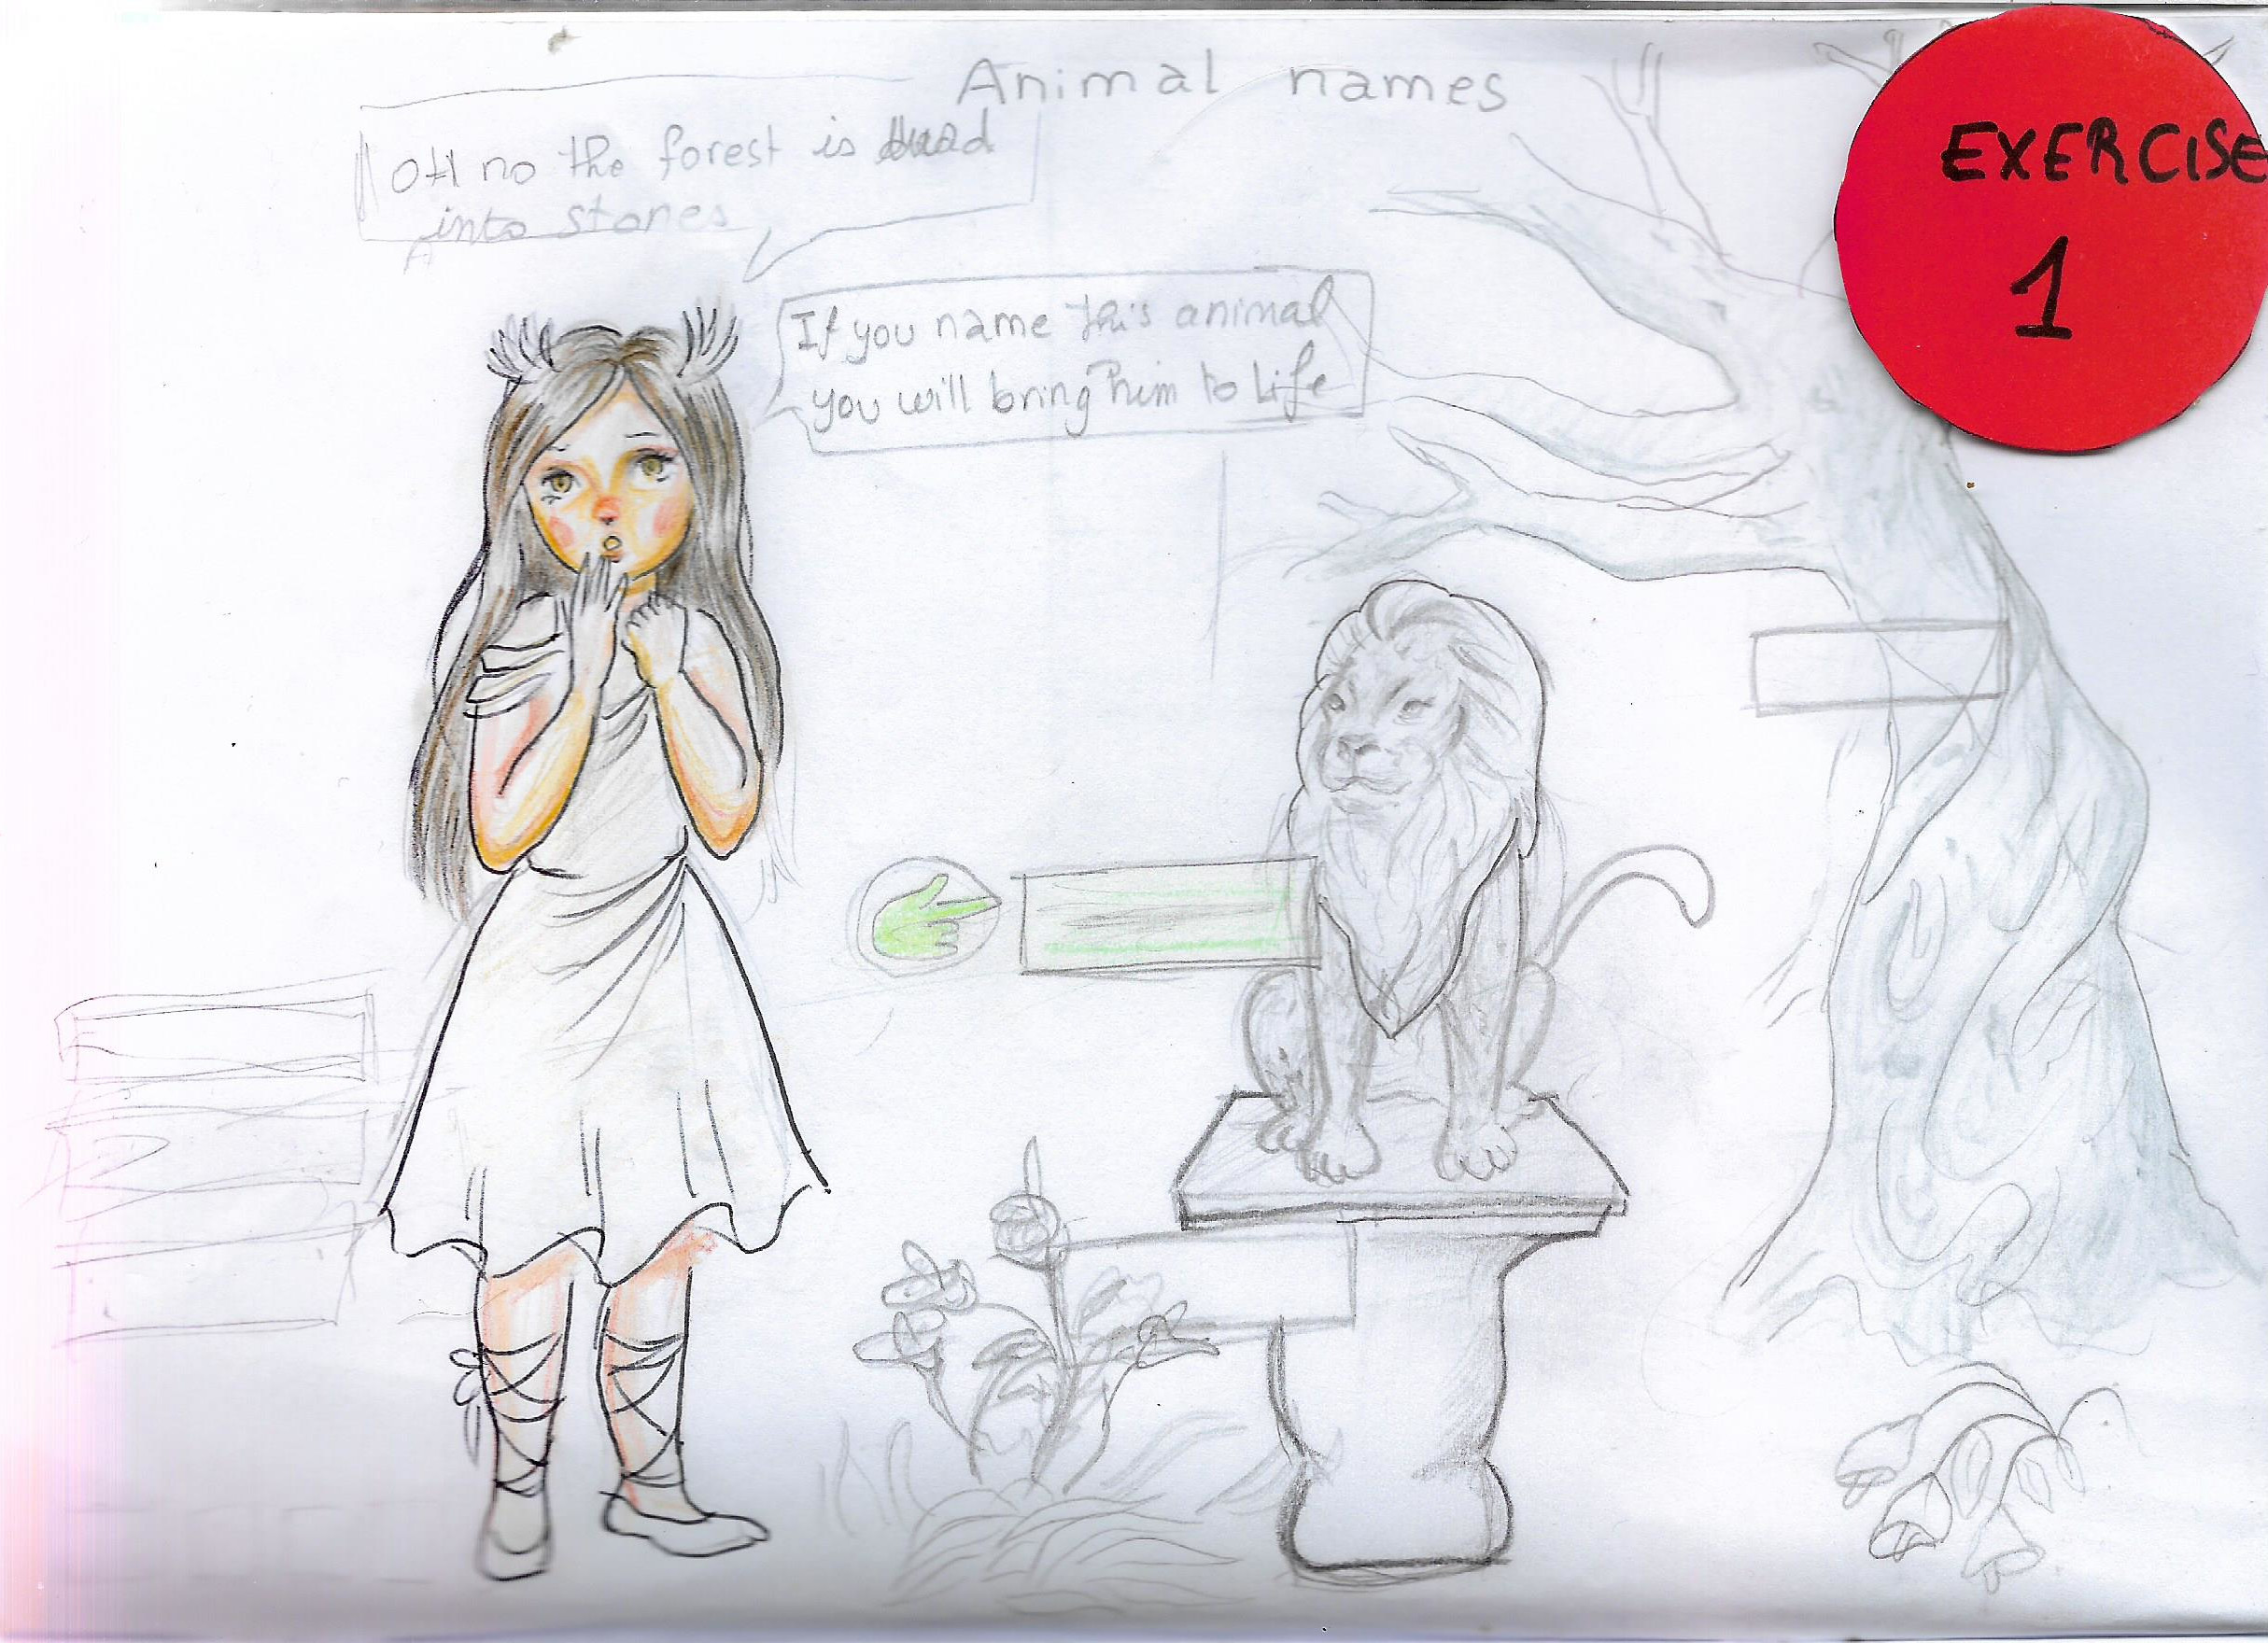 Animal names
EXERCISE
1
OH no the forest is
into stones
If you name this animal
you will bring him to life